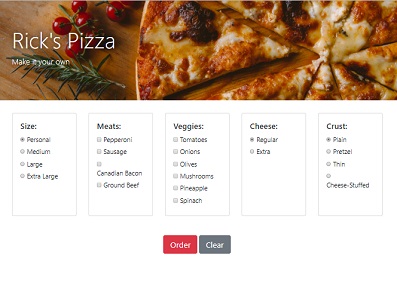 Rick's Pizza
Make it your own
Size:
Personal
Medium
Large
Extra Large
Meats:
Pepperoni
Sausage
Canadian Bacon
Ground Beef
Veggies:
Tomatoes
Onions
Olives
Mushrooms
Pineapple
Spinach
Cheese:
Regular
Extra
Crust:
Plain
Pretzel
Thin
Cheese-Stuffed
Order
Clear